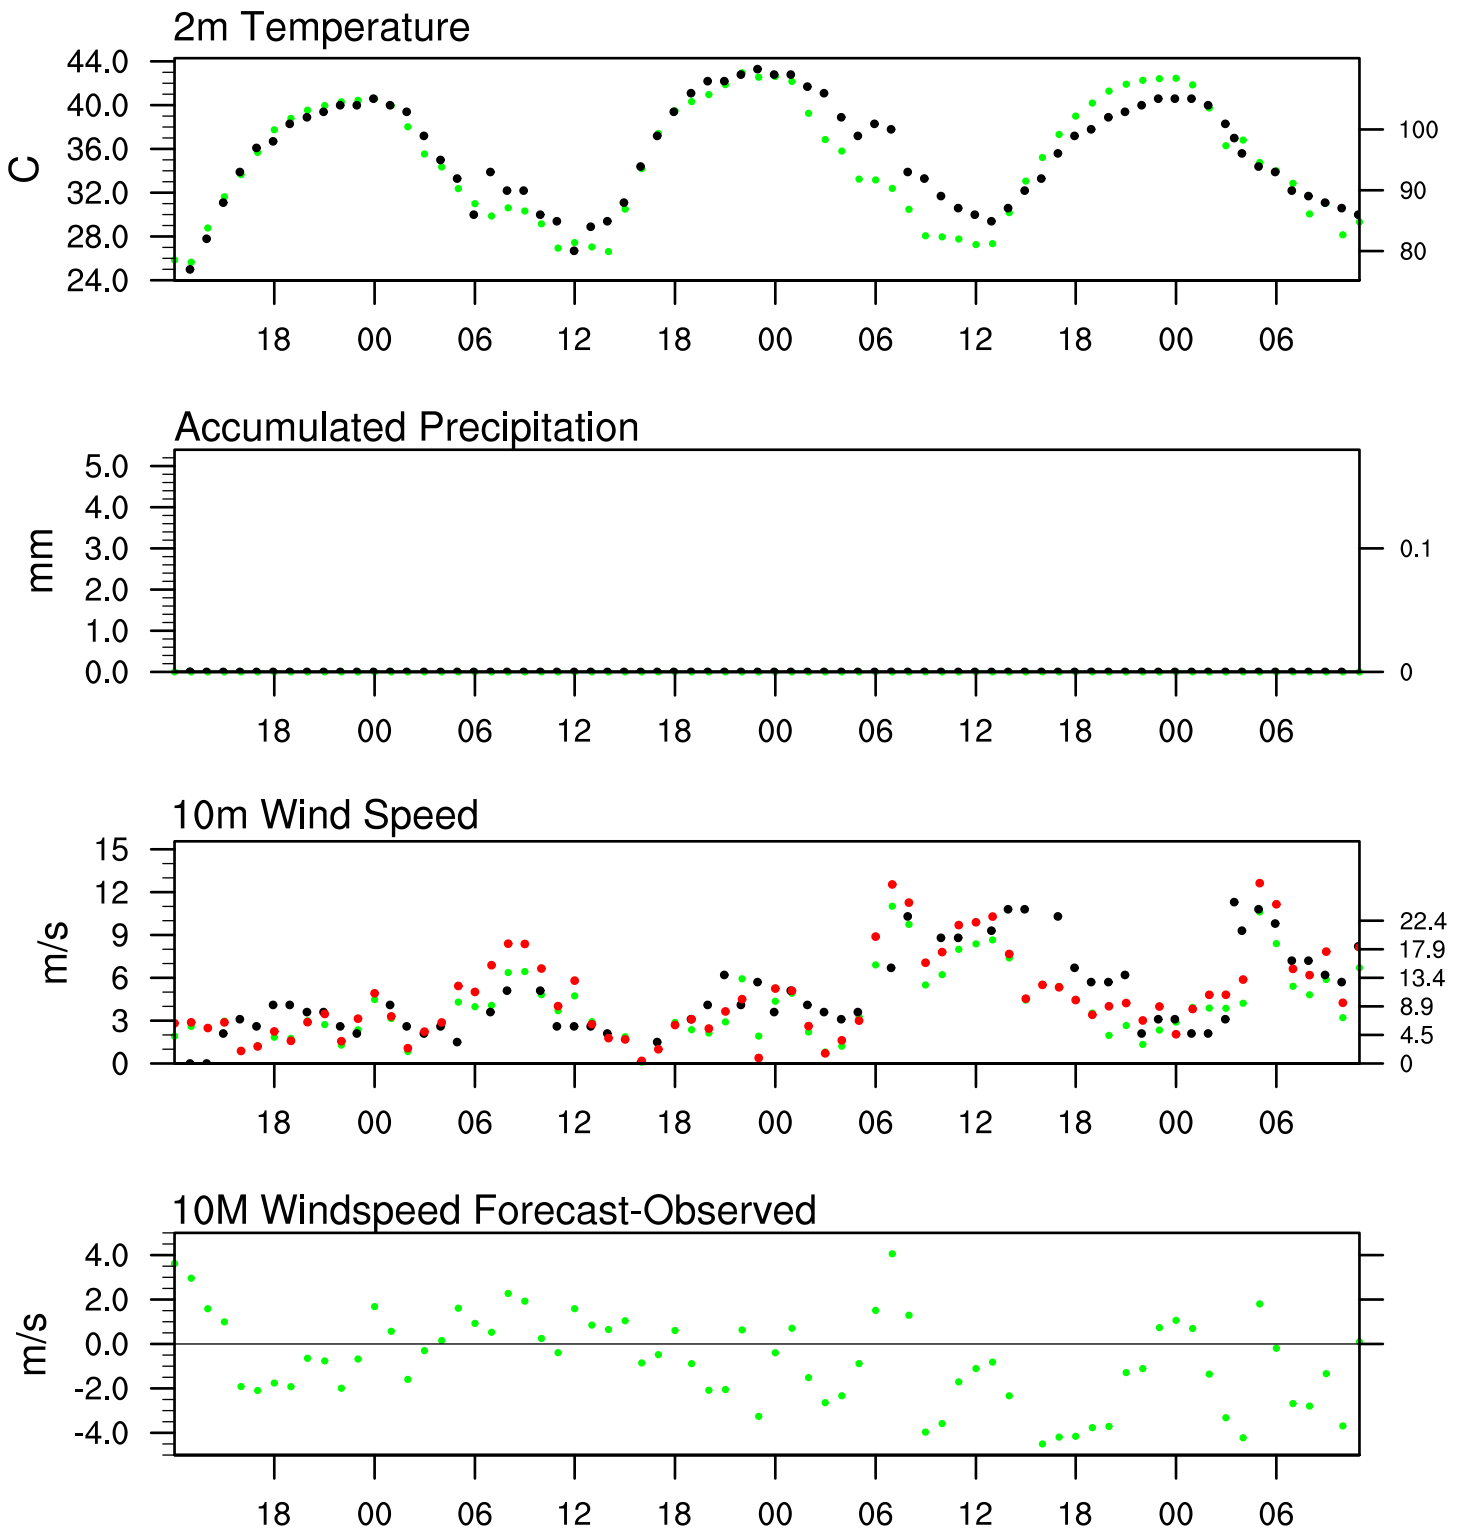 2m Temperature
44.0
40.0
36.0
32.0
28.0
24.0
C
100
90
80
18 00 06 12 18 00 06 12 18 00 06
Accumulated Precipitation
5.0
4.0
3.0
2.0
1.0
0.0
mm
0.1
0
18 00 06 12 18 00 06 12 18 00 06
10m Wind Speed
15
12
9
6
3
0
m/s
22.4
17.9
13.4
8.9
4.5
0
18 00 06 12 18 00 06 12 18 00 06
10M Windspeed Forecast-Observed
4.0
2.0
0.0
-2.0
-4.0
m/s
18 00 06 12 18 00 06 12 18 00 06